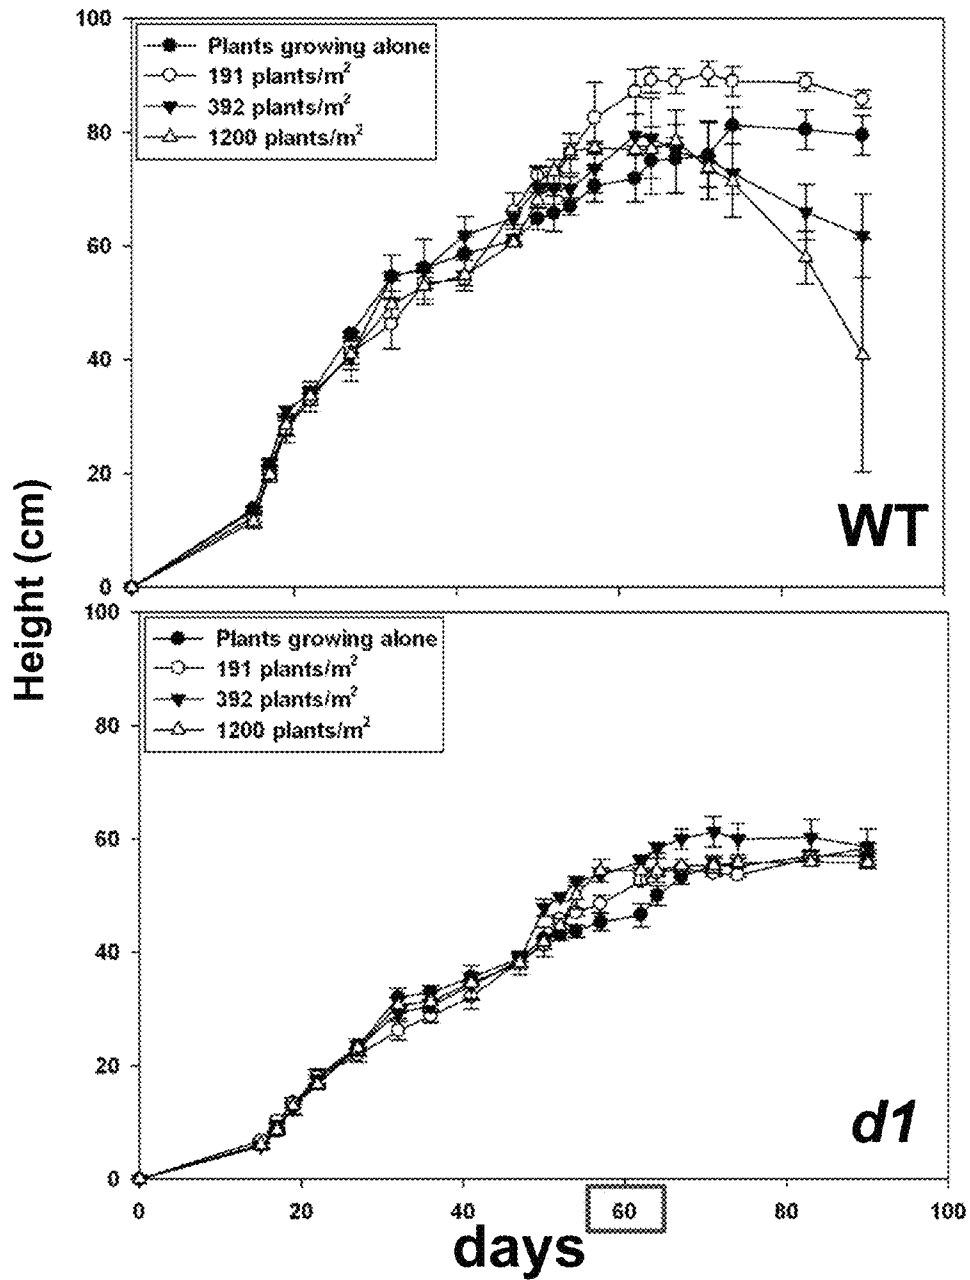 100
80
60
40
20
0
Plants growing alone
191 plants/m²
392 plants/m²
1200 plants/m²
WT
Height (cm)
100
80
60
40
20
0
Plants growing alone
191 plants/m²
392 plants/m²
1200 plants/m²
d1
0 20 40 60 80 100
days